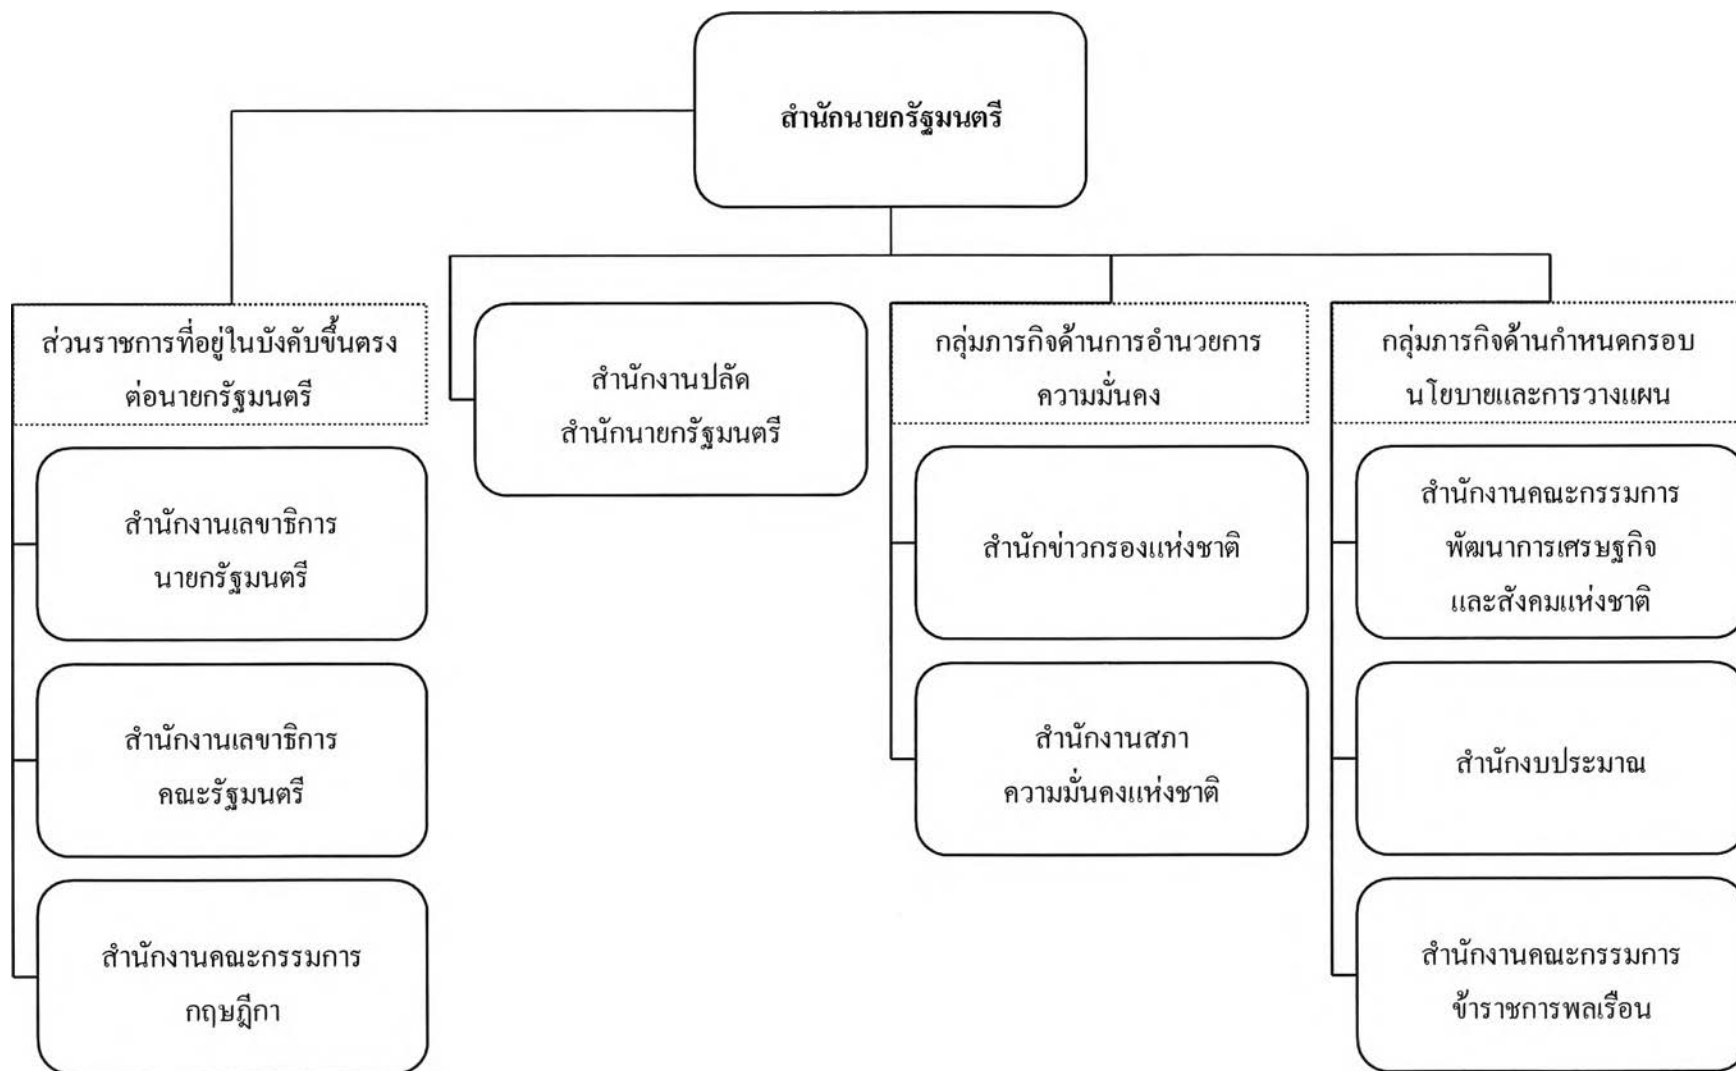 สำนักนายกรัฐมนตรี
ส่วนราชการที่อยู่ในบังคับขึ้นตรง
ต่อนายกรัฐมนตรี
สำนักงานเลขาธิการ
นายกรัฐมนตรี
สำนักงานเลขาธิการ
คณะรัฐมนตรี
สำนักงานคณะกรรมการ
กฤษฎีกา
สำนักงานปลัด
สำนักนายกรัฐมนตรี
กลุ่มภารกิจด้านการอำนวยการ
ความมั่นคง
สำนักข่าวกรองแห่งชาติ
สำนักงานสภา
ความมั่นคงแห่งชาติ
กลุ่มภารกิจด้านกำหนดกรอบ
นโยบายและการวางแผน
สำนักงานคณะกรรมการ
พัฒนาการเศรษฐกิจ
และสังคมแห่งชาติ
สำนักงบประมาณ
สำนักงานคณะกรรมการ
ข้าราชการพลเรือน